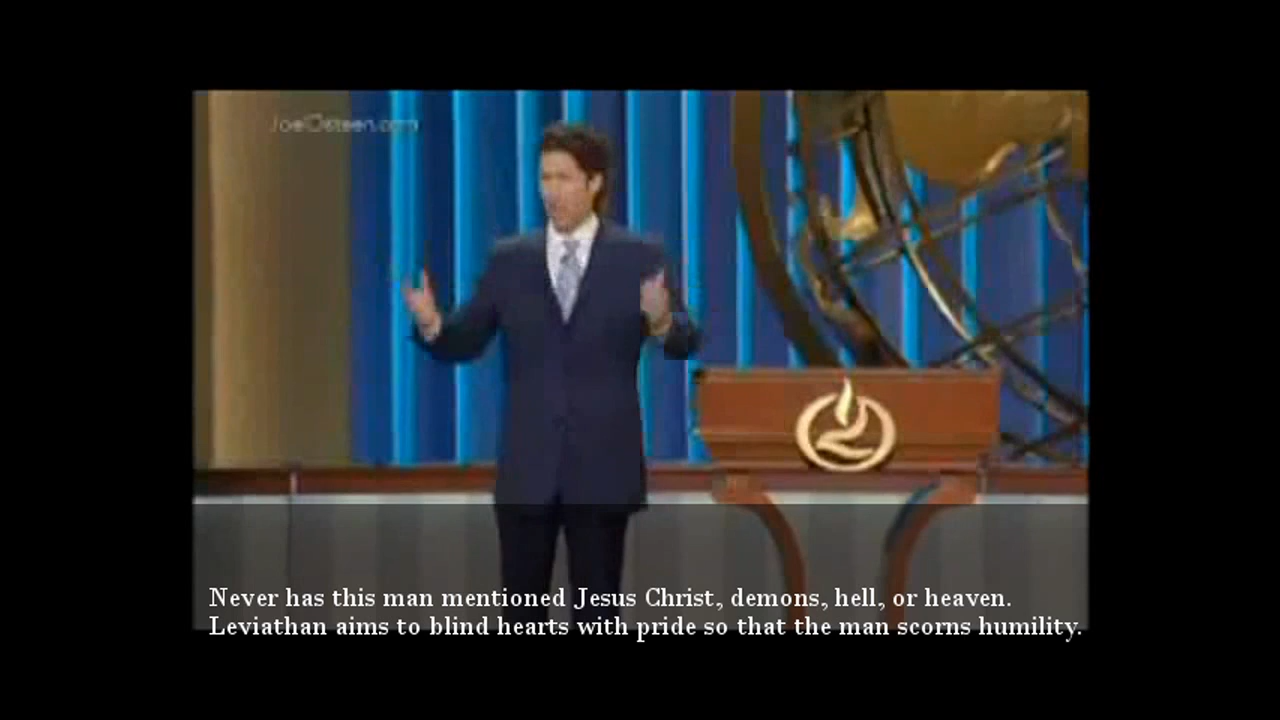 JoelOsteen.com
Never has this man mentioned Jesus Christ, demons, hell, or heaven.
Leviathan aims to blind hearts with pride so that the man scorns humility.